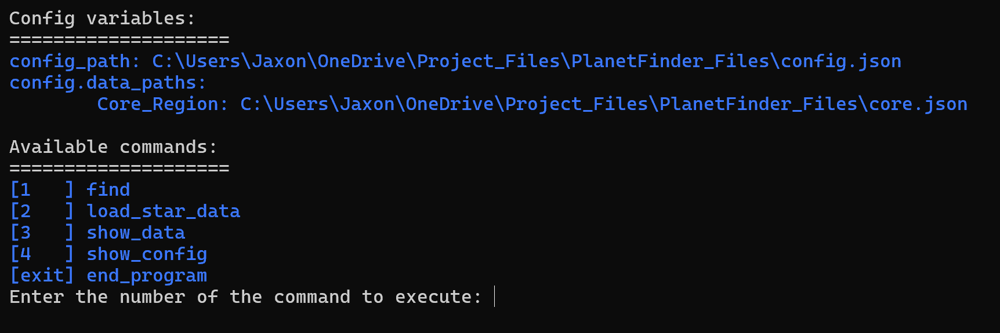 Config variables:
====================
config_path: C:\Users\Jaxon\OneDrive\Project_Files\PlanetFinder_Files\config.json
config.data_paths:
        Core_Region: C:\Users\Jaxon\OneDrive\Project_Files\PlanetFinder_Files\core.json

Available commands:
====================
[1   ] find
[2   ] load_star_data
[3   ] show_data
[4   ] show_config
[exit] end_program
Enter the number of the command to execute: